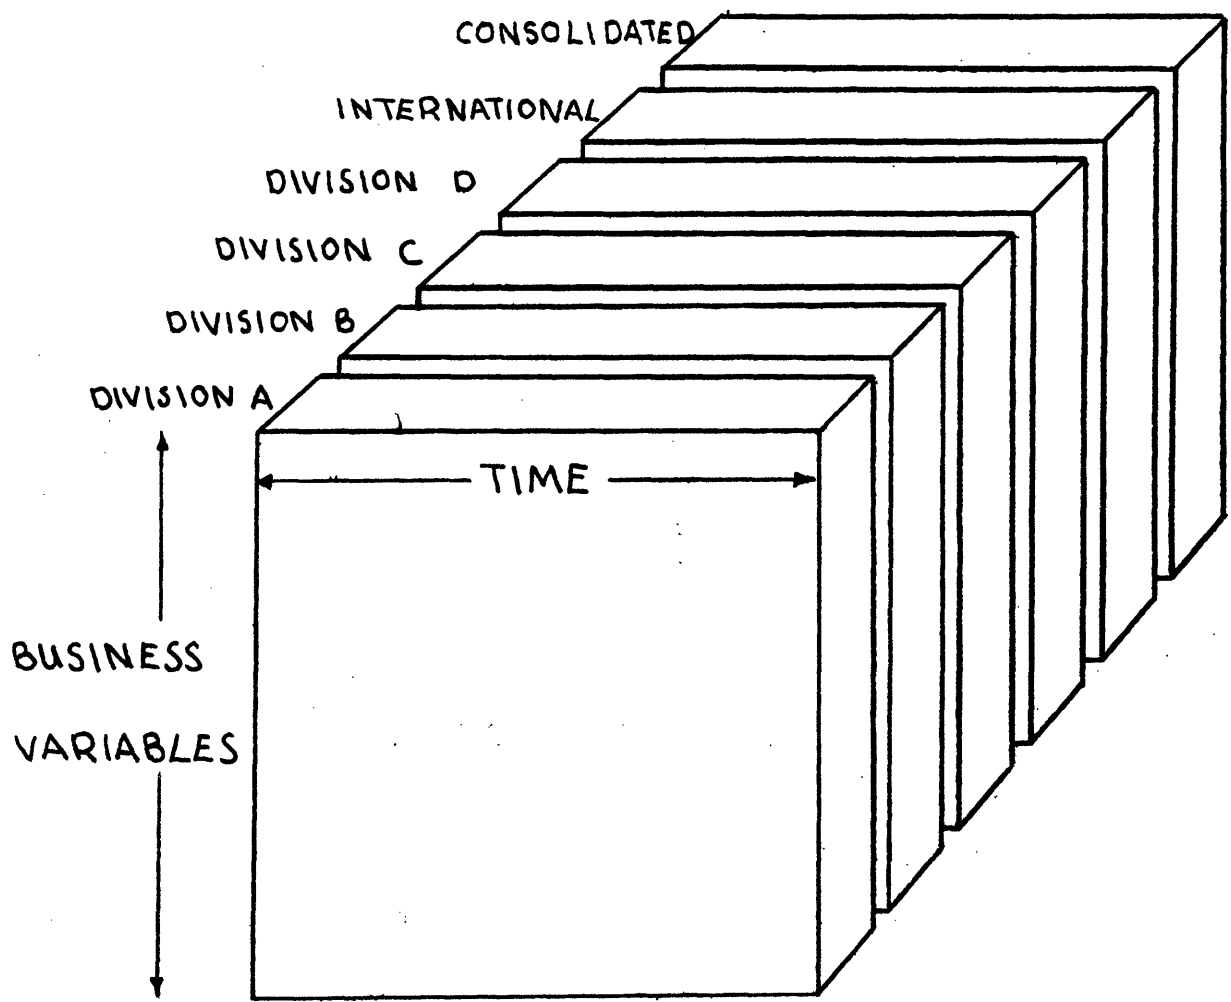 CONSOLIDATED
INTERNATIONAL
DIVISION D
DIVISION C
DIVISION B
DIVISION A
TIME
BUSINESS
VARIABLES